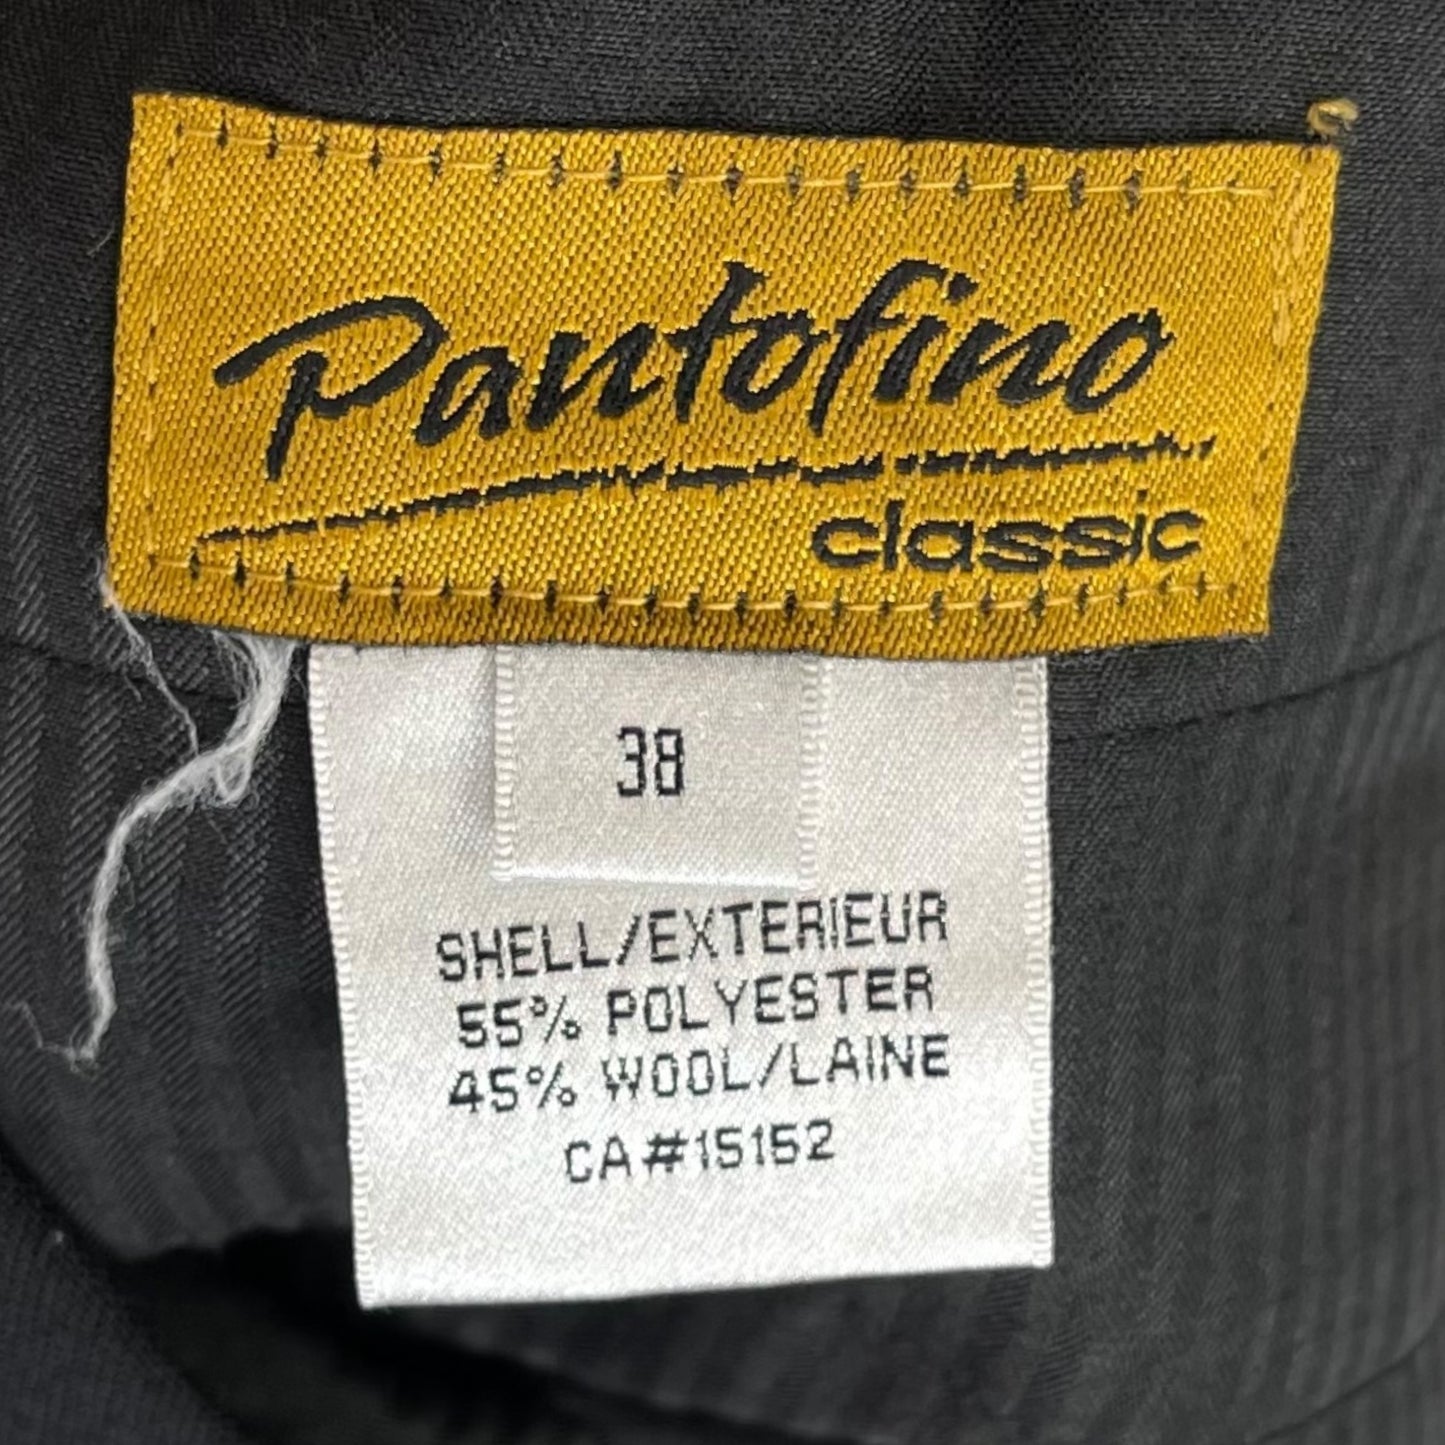 Pantofino
classic
38
SHELL/EXTERIEUR
55% POLYESTER
45% WOOL/LAINE
CA#15152